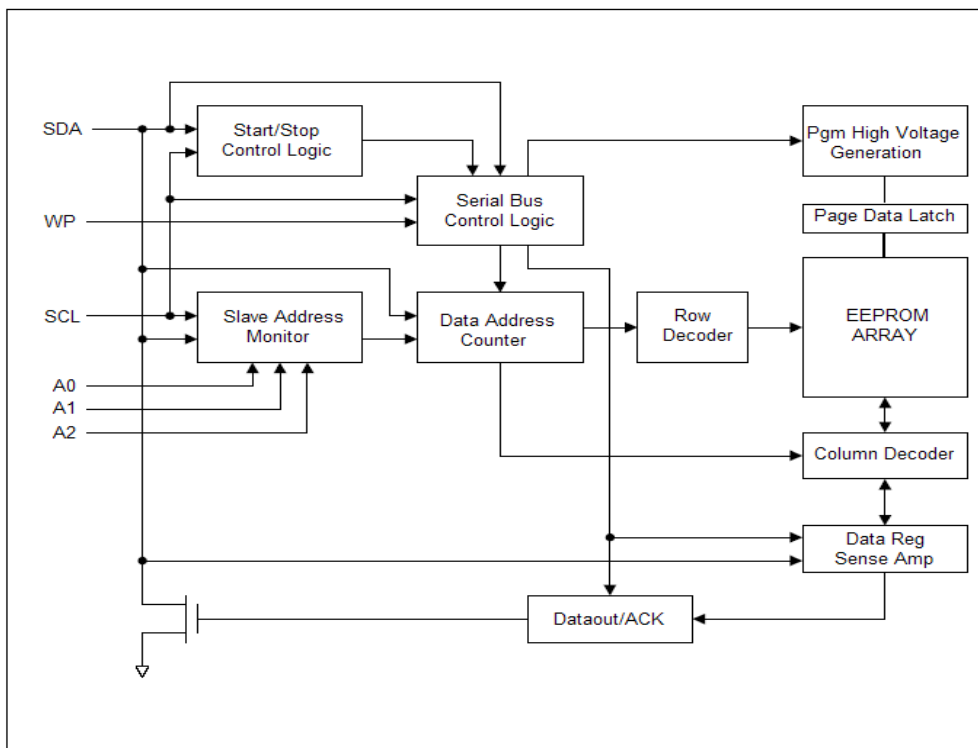 SDA
Start/Stop
Control Logic
Pgm High Voltage
Generation
WP
Serial Bus
Control Logic
Page Data Latch
SCL
Slave Address
Monitor
Data Address
Counter
Row
Decoder
EEPROM
ARRAY
A0
A1
A2
Column Decoder
Data Reg
Sense Amp
Dataout/ACK